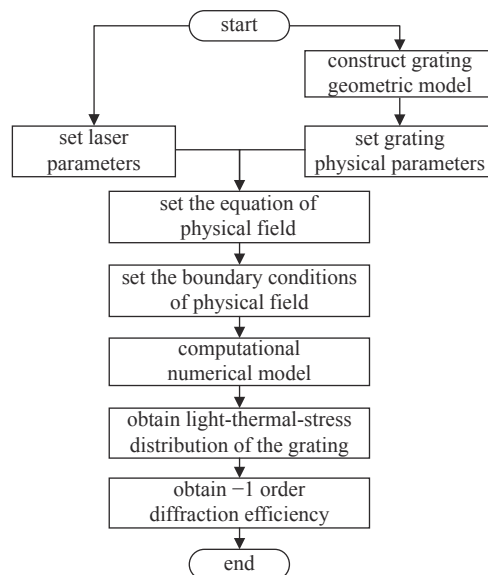 start
construct grating
geometric model
set laser
parameters
set grating
physical parameters
set the equation of
physical field
set the boundary conditions
of physical field
computational
numerical model
obtain light-thermal-stress
distribution of the grating
obtain −1 order
diffraction efficiency
end